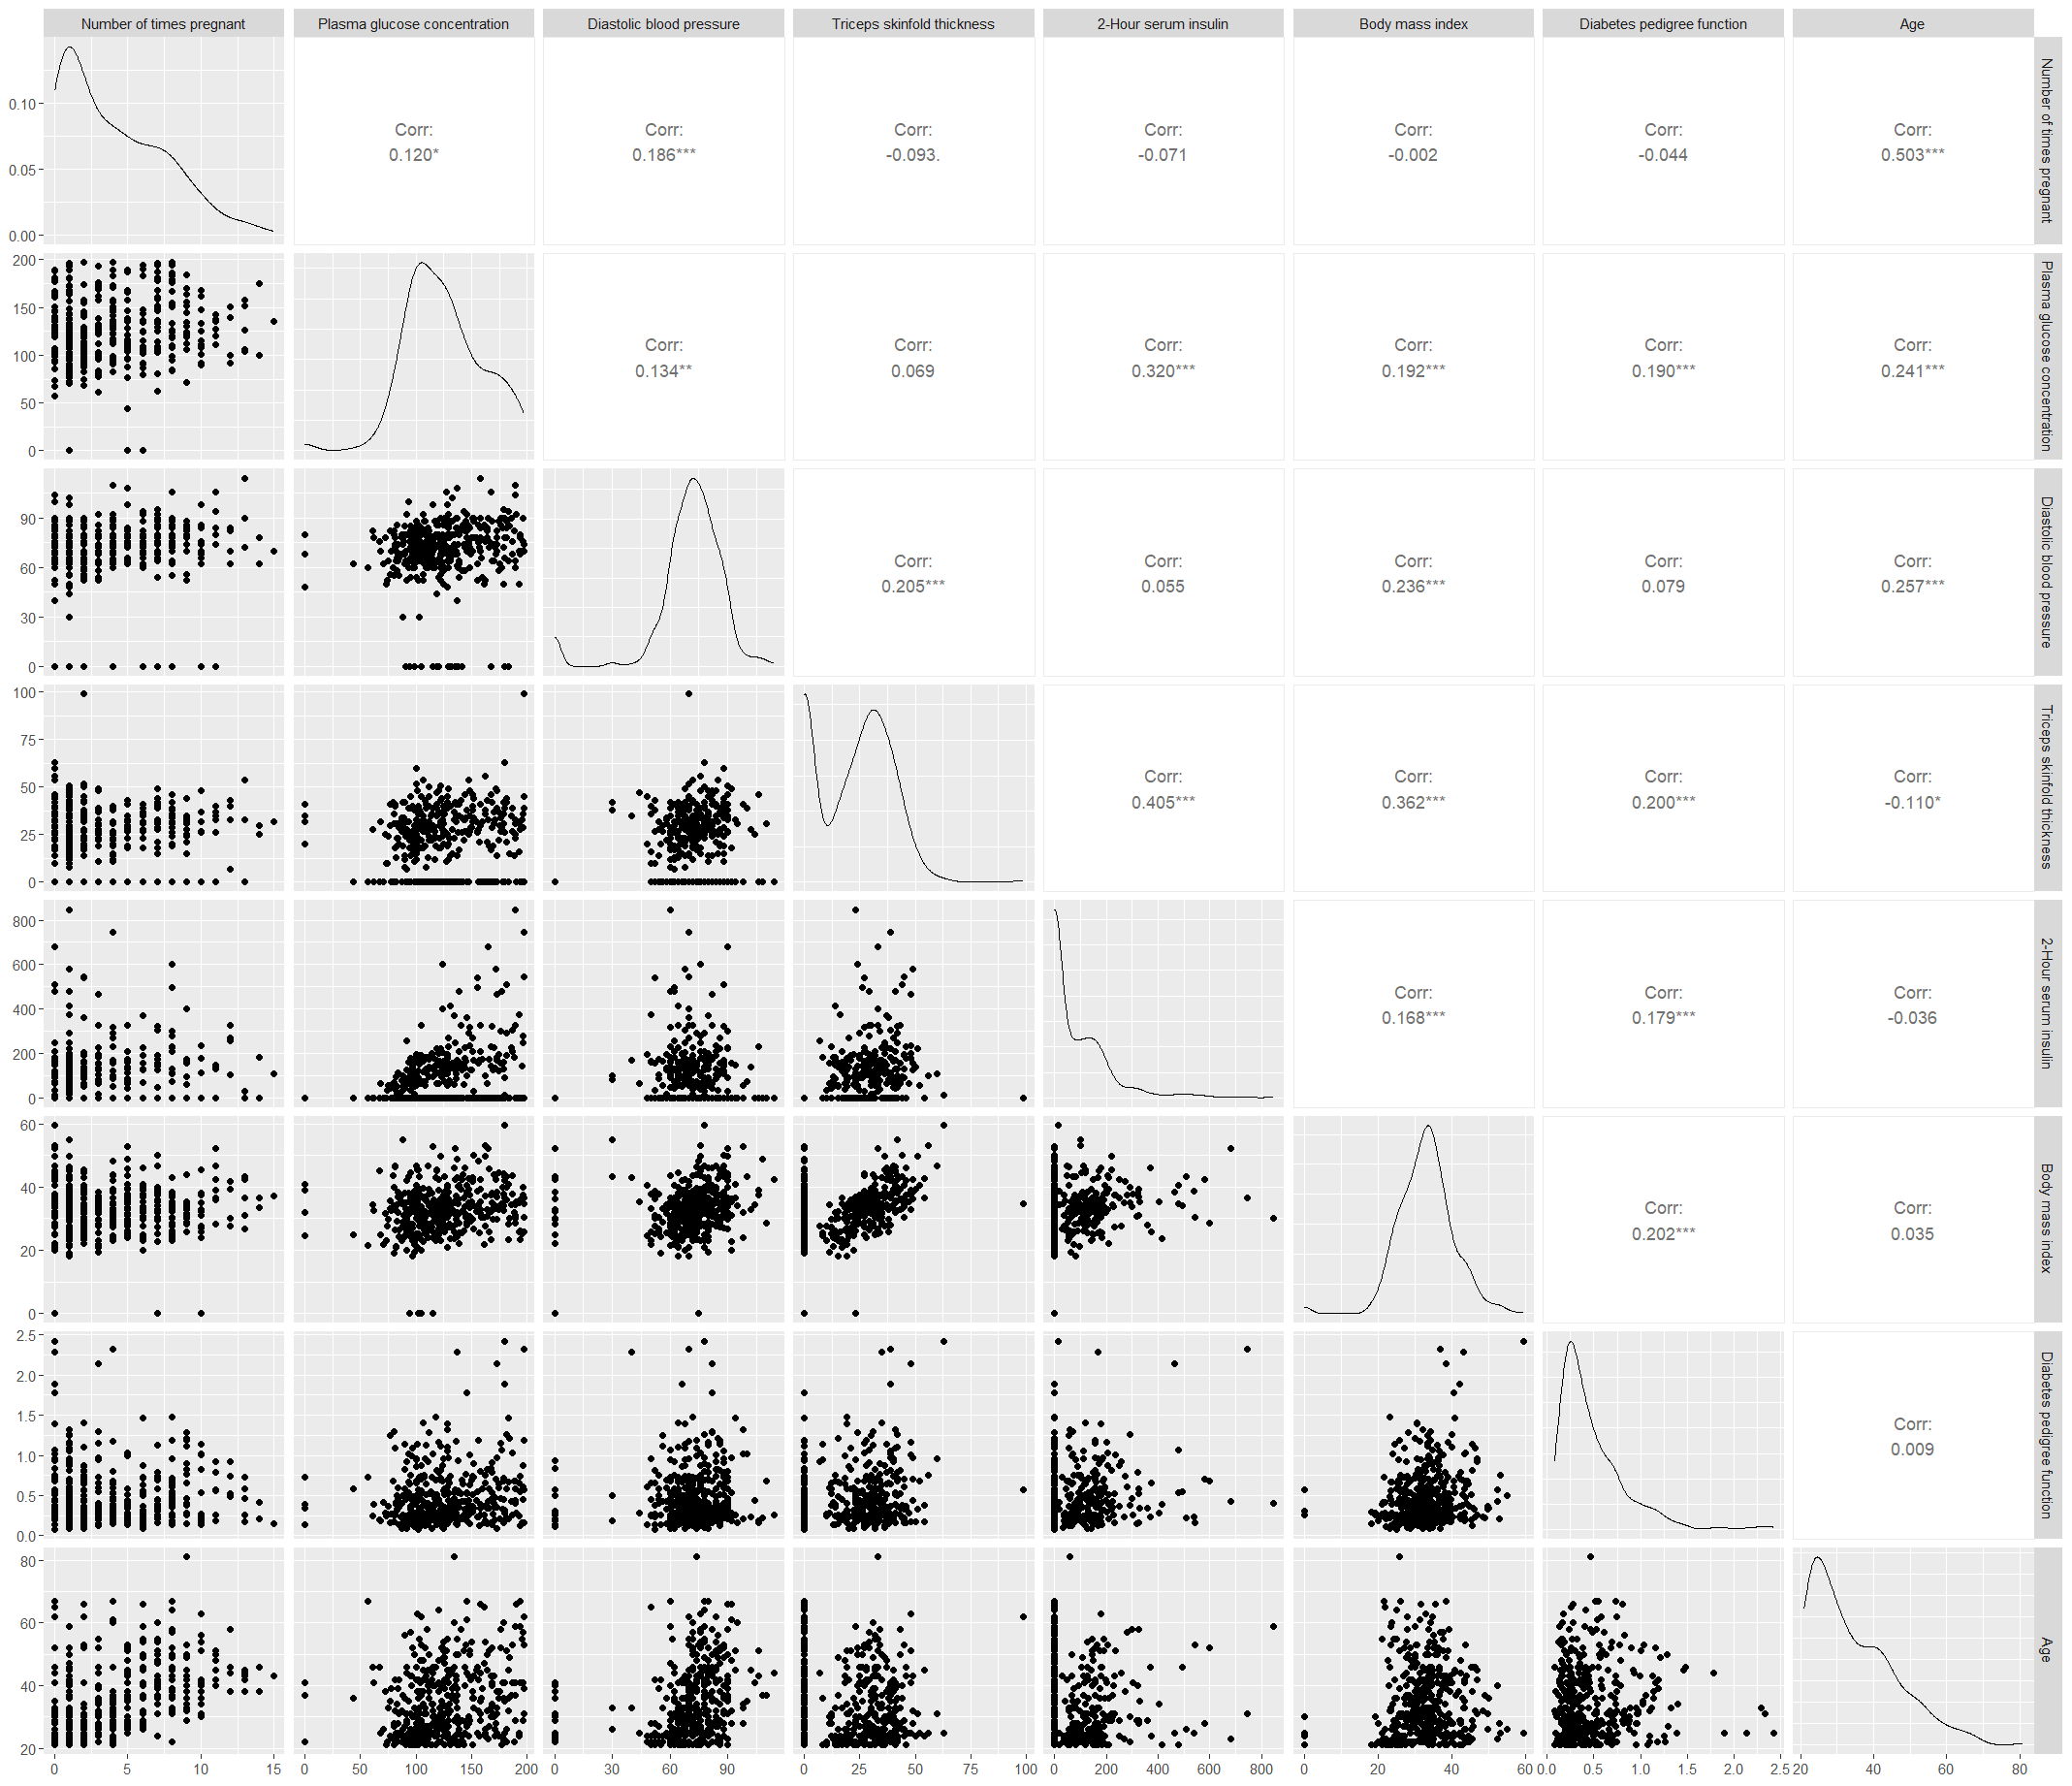 Number of times pregnant
Plasma glucose concentration
Diastolic blood pressure
Triceps skinfold thickness
2-Hour serum insulin
Body mass index
Diabetes pedigree function
Age
0.10
0.05
0.00
Corr:
0.120*
Corr:
0.186***
Corr:
-0.093.
Corr:
-0.071
Corr:
-0.002
Corr:
-0.044
Corr:
0.503***
Number of times pregnant
200
150
100
50
0
Corr:
0.134**
Corr:
0.069
Corr:
0.320***
Corr:
0.192***
Corr:
0.190***
Corr:
0.241***
Plasma glucose concentration
90
60
30
0
Corr:
0.205***
Corr:
0.055
Corr:
0.236***
Corr:
0.079
Corr:
0.257***
Diastolic blood pressure
100
75
50
25
0
Corr:
0.405***
Corr:
0.362***
Corr:
0.200***
Corr:
-0.110*
Triceps skinfold thickness
800
600
400
200
0
Corr:
0.168***
Corr:
0.179***
Corr:
-0.036
2-Hour serum insulin
60
40
20
0
Corr:
0.202***
Corr:
0.035
Body mass index
2.5
2.0
1.5
1.0
0.5
0.0
Corr:
0.009
Diabetes pedigree function
80
60
40
20
Age
0 5 10 15
0 50 100 150 200
0 30 60 90
0 25 50 75 100
0 200 400 600 800
0 20 40 60
0.0 0.5 1.0 1.5 2.0 2.5
20 40 60 80